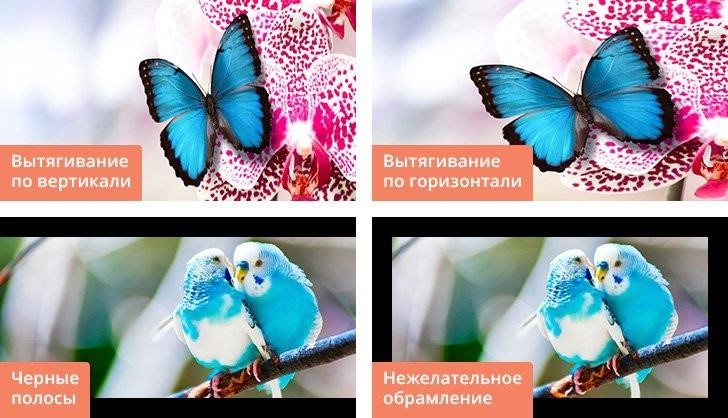 Вытягивание
по вертикали
Вытягивание
по горизонтали
Черные
полосы
Нежелательное
обрамление